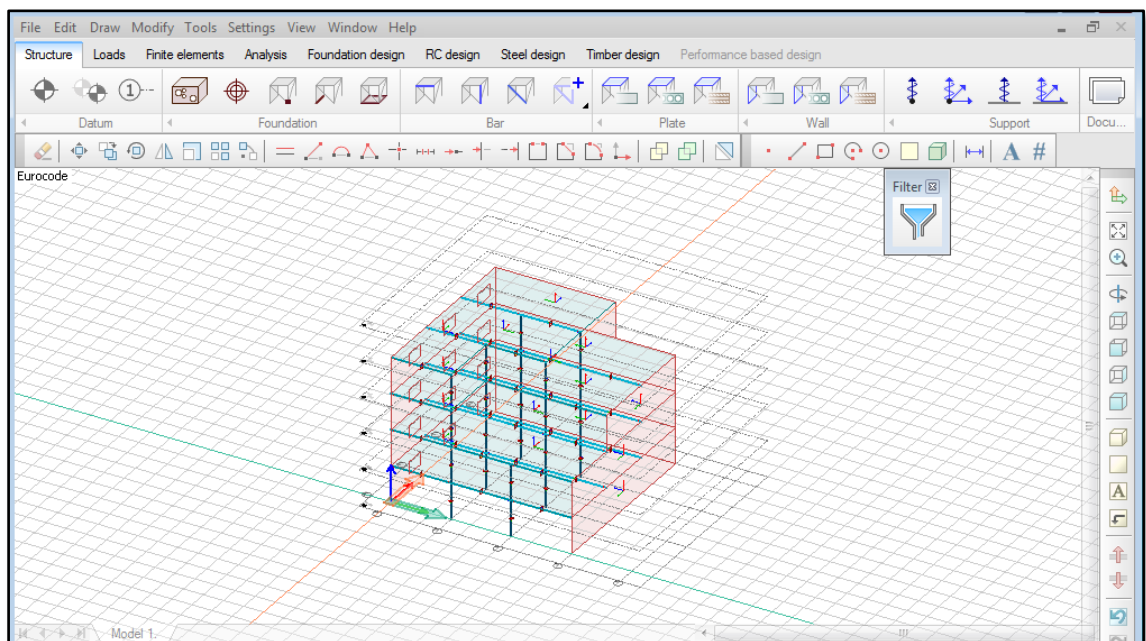 File Edit Draw Modify Tools Settings View Window Help
Structure Loads Finite elements Analysis Foundation design RC design Steel design Timber design Performance based design
1
Datum Foundation Bar Plate Wall Support Docu...
A #
Eurocode
Filter
A
Model 1.